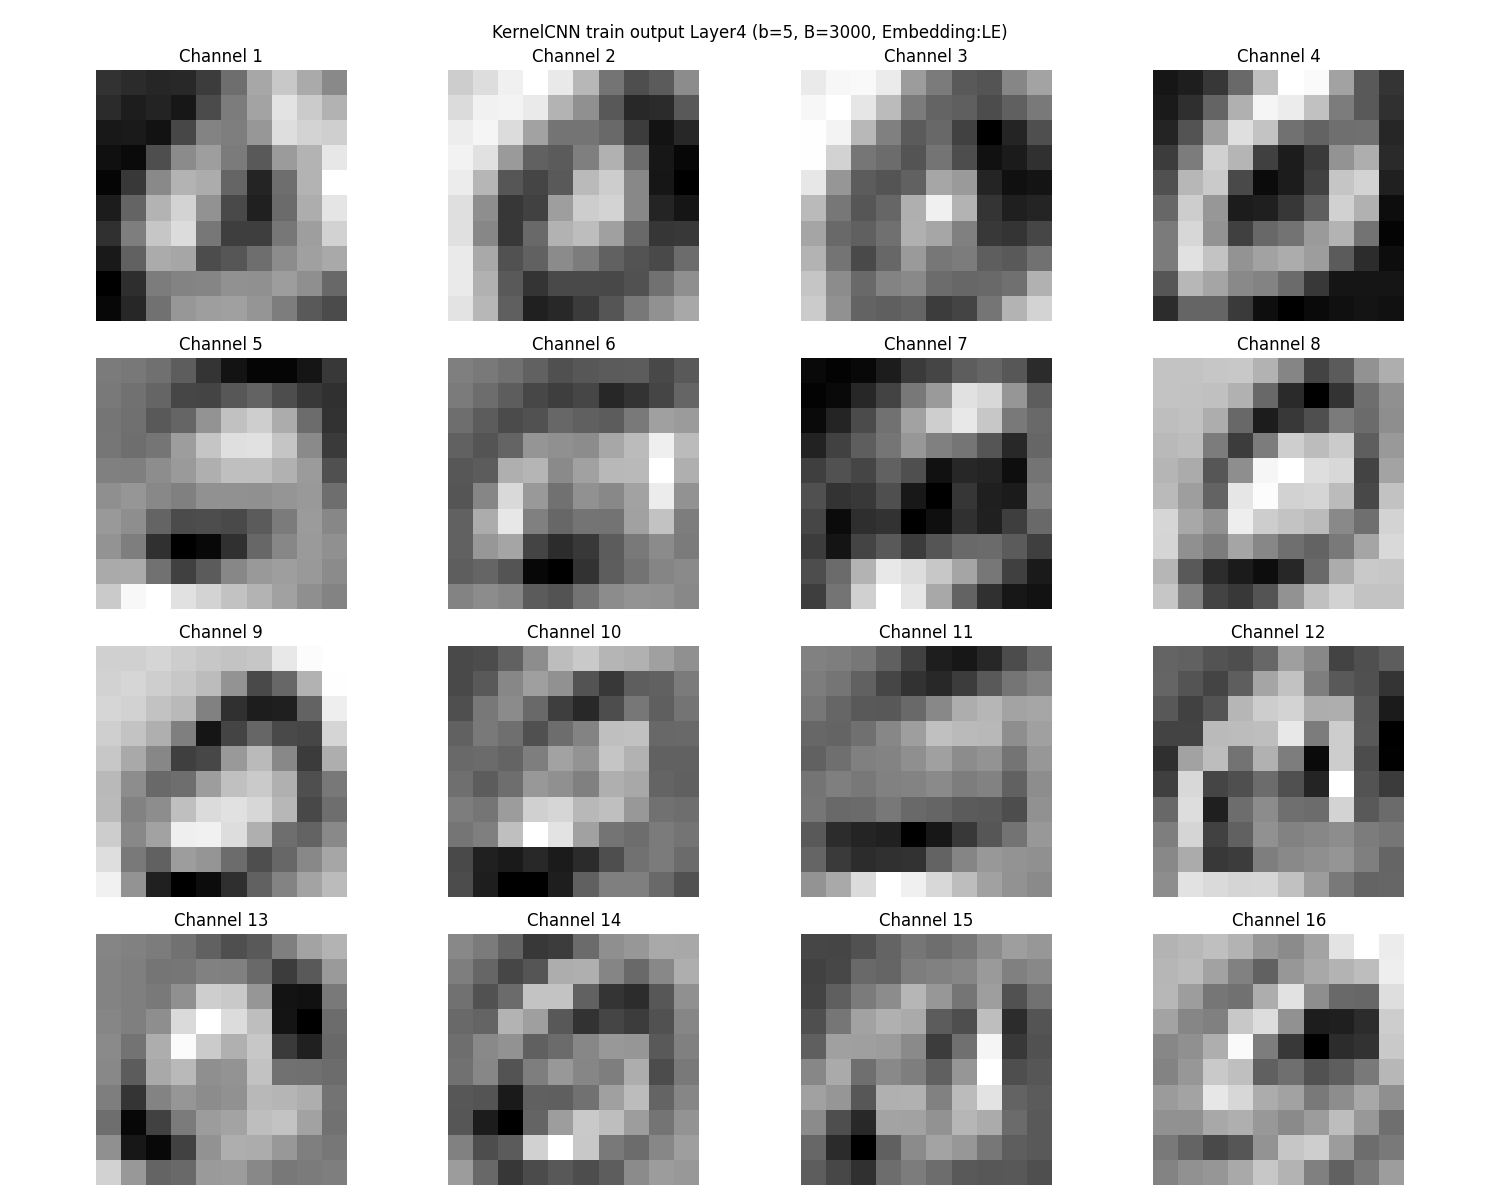 KernelCNN train output Layer4 (b=5, B=3000, Embedding:LE)
Channel 1
Channel 2
Channel 3
Channel 4
Channel 5
Channel 6
Channel 7
Channel 8
Channel 9
Channel 10
Channel 11
Channel 12
Channel 13
Channel 14
Channel 15
Channel 16